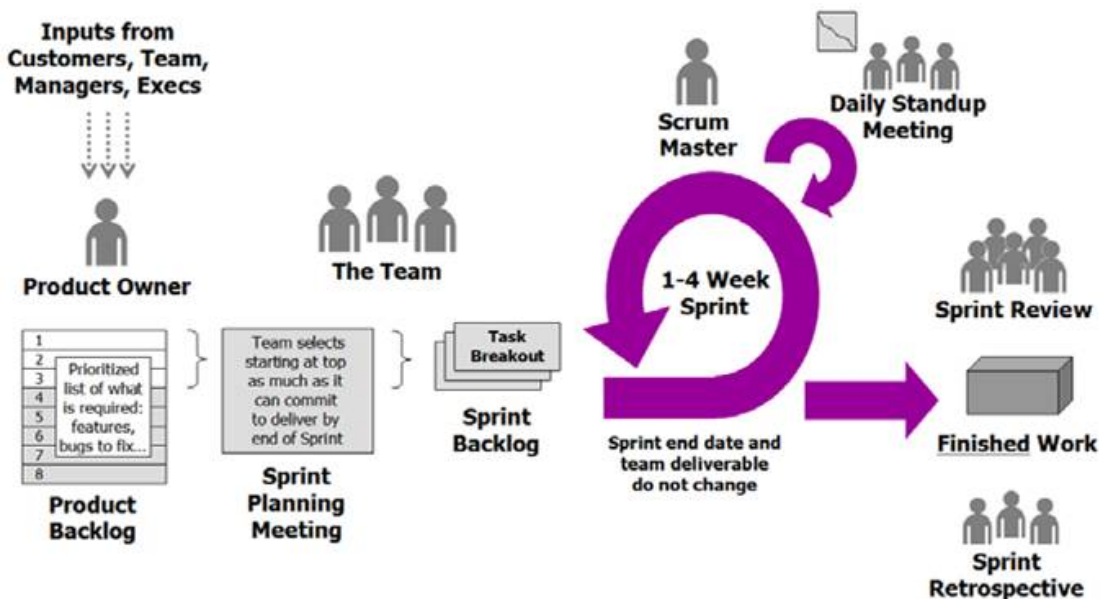 Inputs from
Customers, Team,
Managers, Execs
Product Owner
The Team
Scrum
Master
Daily Standup
Meeting
1
2
3
4
5
6
7
8
Prioritized
list of what
is required:
features,
bugs to fix...
Product
Backlog
Team selects
starting at top
as much as it
can commit
to deliver by
end of Sprint
Sprint
Planning
Meeting
Task
Breakout
Sprint
Backlog
1-4 Week
Sprint
Sprint end date and
team deliverable
do not change
Sprint Review
Finished Work
Sprint
Retrospective